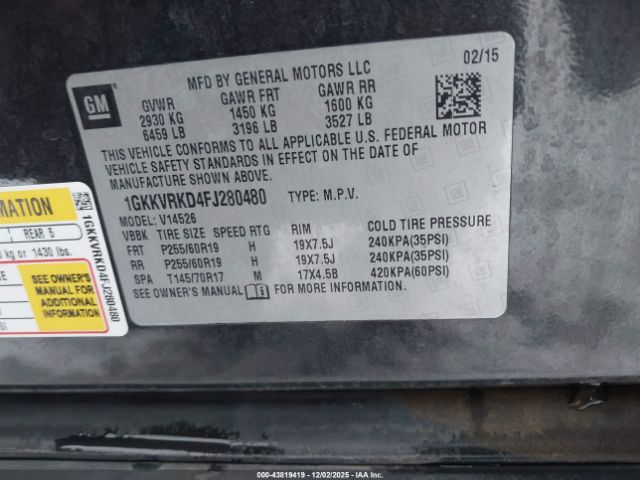 GM
MFD BY GENERAL MOTORS LLC
02/15
GVWR GAWR FRT GAWR RR
2930 KG 1450 KG 1600 KG
6459 LB 3196 LB 3527 LB
THIS VEHICLE CONFORMS TO ALL APPLICABLE U.S. FEDERAL MOTOR
VEHICLE SAFETY STANDARDS IN EFFECT ON THE DATE OF
MANUFACTURE SHOWN ABOVE.
1GKKVRKD4FJ280480 TYPE: M.P.V.
MODEL: V14526
VBBK TIRE SIZE SPEED RTG RIM COLD TIRE PRESSURE
FRT P255/60R19 H 19X7.5J 240KPA(35PSI)
RR P255/60R19 H 19X7.5J 240KPA(35PSI)
SPA T145/70R17 M 17X4.5B 420KPA(60PSI)
SEE OWNER'S MANUAL FOR MORE INFORMATION.
MATION
1 REAR 5
kg or 1430 lbs.
SEE OWNER'S
MANUAL FOR
ADDITIONAL
INFORMATION
1GKKVRKD4FJ280480
000-43819419 - 12/02/2025 - IAA Inc.